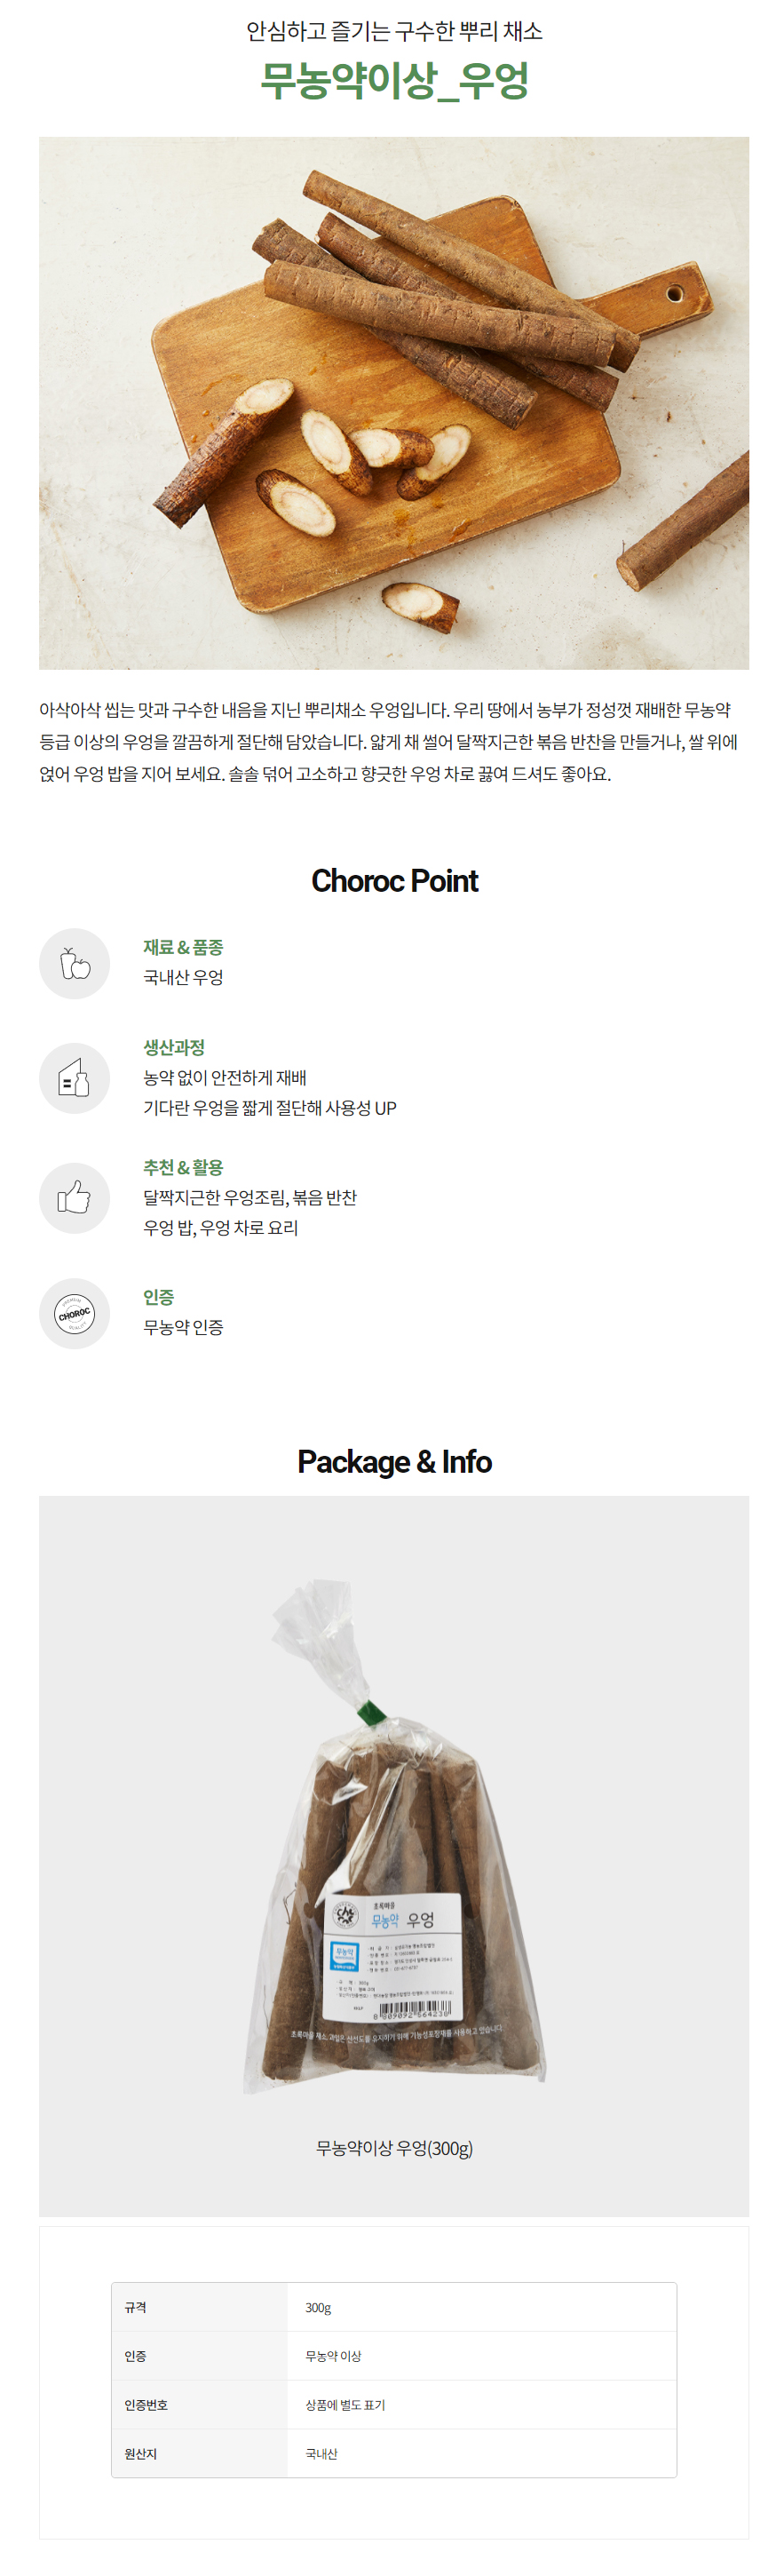 안심하고 즐기는 구수한 뿌리 채소
무농약이상_우엉
아삭아삭 씹는 맛과 구수한 내음을 지닌 뿌리채소 우엉입니다. 우리 땅에서 농부가 정성껏 재배한 무농약
등급 이상의 우엉을 깔끔하게 절단해 담았습니다. 얇게 채 썰어 달짝지근한 볶음 반찬을 만들거나, 쌀 위에
얹어 우엉 밥을 지어 보세요. 솔솔 덖어 고소하고 향긋한 우엉 차로 끓여 드셔도 좋아요.
Choroc Point
재료 & 품종
국내산 우엉
생산과정
농약 없이 안전하게 재배
기다란 우엉을 짧게 절단해 사용성 UP
추천 & 활용
달짝지근한 우엉조림, 볶음 반찬
우엉 밥, 우엉 차로 요리
PREMIUM
CHOROC
QUALITY
인증
무농약 인증
Package & Info
초록마을
무농약 우엉
무농약
300g
8 809092 564238
초록마을 채소, 과일은 신선도를 유지하기 위해 기능성포장재를 사용하고 있습니다.
무농약이상 우엉(300g)
규격 300g
인증 무농약 이상
인증번호 상품에 별도 표기
원산지 국내산